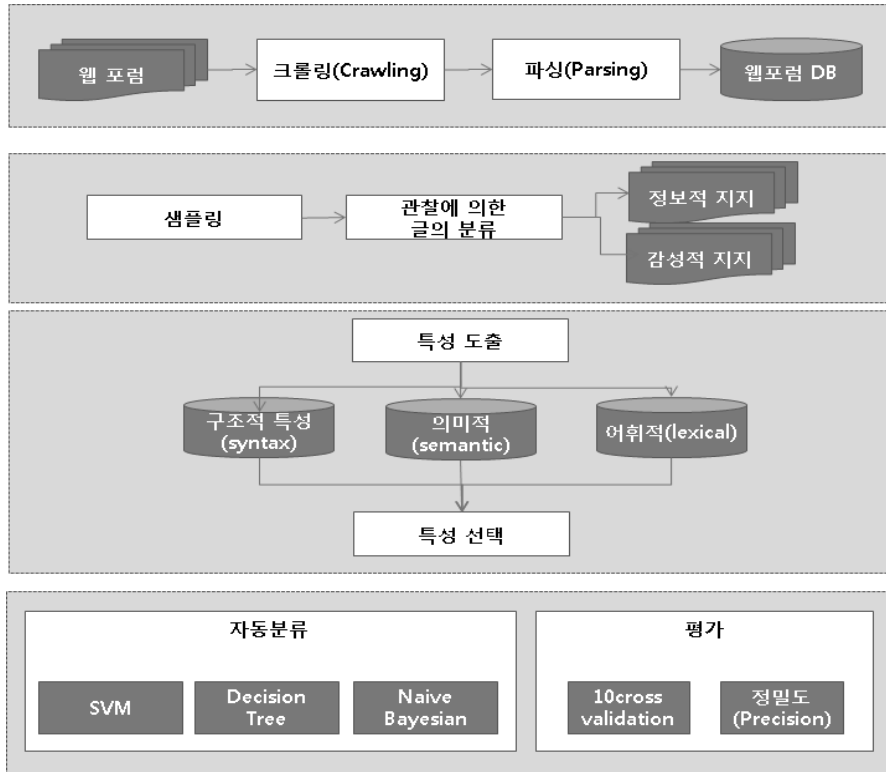 웹 포럼
크롤링(Crawling)
파싱(Parsing)
웹포럼 DB
샘플링
관찰에 의한
글의 분류
정보적 지지
감성적 지지
특성 도출
구조적 특성
(syntax)
의미적
(semantic)
어휘적(lexical)
특성 선택
자동분류
SVM
Decision
Tree
Naive
Bayesian
평가
10cross
validation
정밀도
(Precision)